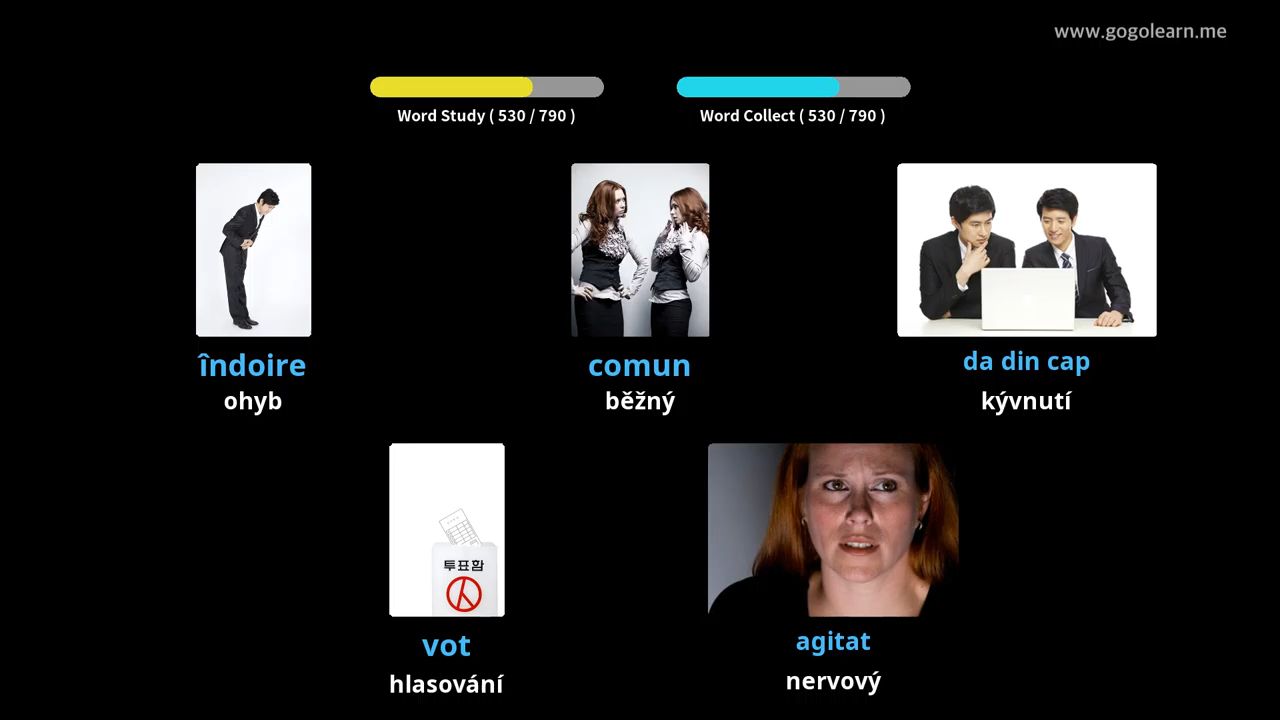 www.gogolearn.me
Word Study ( 530 / 790 )
Word Collect ( 530 / 790 )
îndoire
ohyb
comun
běžný
da din cap
kývnutí
투표함
vot
hlasování
agitat
nervový